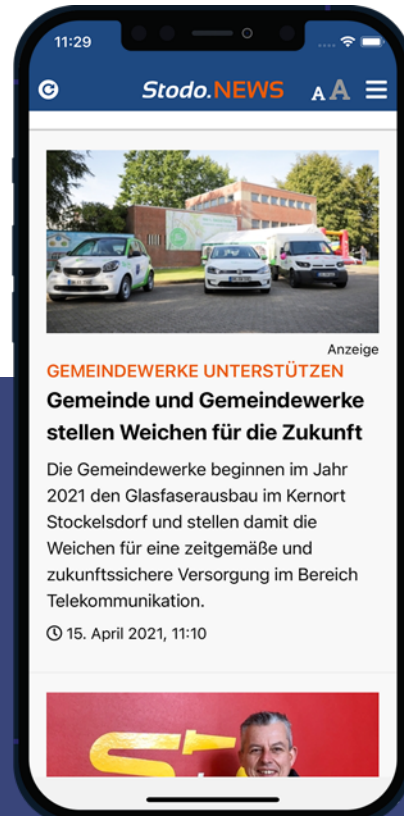 11:29
Stodo.NEWS
A A
Anzeige
GEMEINDEWERKE UNTERSTÜTZEN
Gemeinde und Gemeindewerke
stellen Weichen für die Zukunft
Die Gemeindewerke beginnen im Jahr
2021 den Glasfaserausbau im Kernort
Stockelsdorf und stellen damit die
Weichen für eine zeitgemäße und
zukunftssichere Versorgung im Bereich
Telekommunikation.
15. April 2021, 11:10